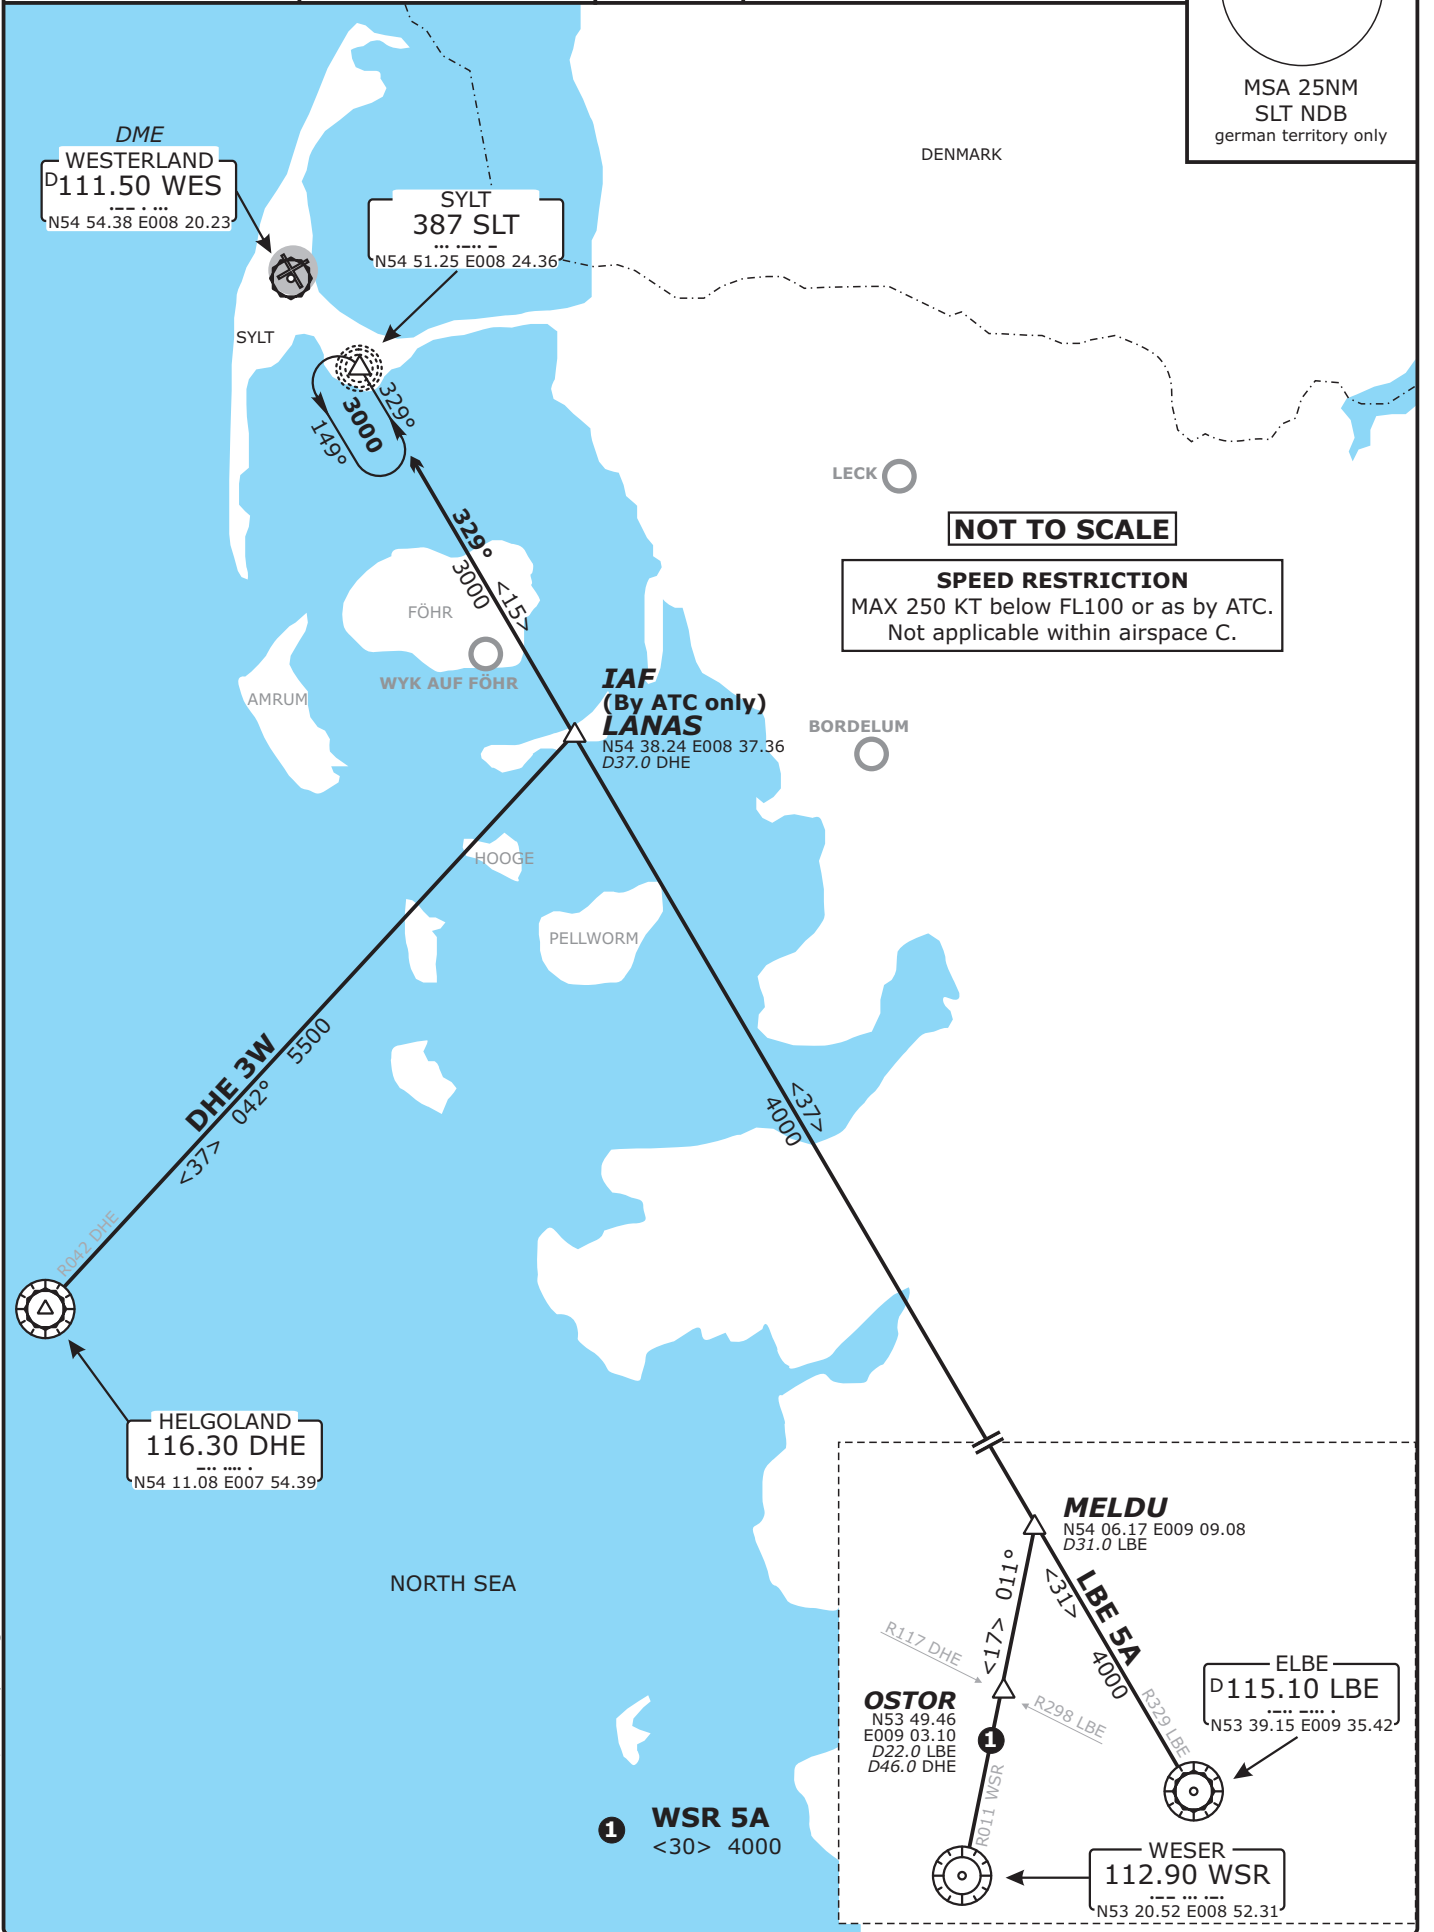 MSA 25NM
SLT NDB
german territory only
DENMARK
DME
WESTERLAND
D111.50 WES
.-- . ...
N54 54.38 E008 20.23
SYLT
387 SLT
... .-.. -
N54 51.25 E008 24.36
SYLT
329°
3000
149°
LECK
NOT TO SCALE
SPEED RESTRICTION
MAX 250 KT below FL100 or as by ATC.
Not applicable within airspace C.
329°
3000
<15>
FÖHR
WYK AUF FÖHR
AMRUM
IAF
(By ATC only)
LANAS
N54 38.24 E008 37.36
D37.0 DHE
BORDELUM
HOOGE
PELLWORM
DHE 3W
5500
<37> 042°
<37>
4000
R042 DHE
HELGOLAND
116.30 DHE
-.. .... .
N54 11.08 E007 54.39
NORTH SEA
MELDU
N54 06.17 E009 09.08
D31.0 LBE
<17> 011°
<31>
LBE 5A
4000
R117 DHE
R298 LBE
R329 LBE
OSTOR
N53 49.46
E009 03.10
D22.0 LBE
D46.0 DHE
1
R011 WSR
ELBE
D115.10 LBE
.-.. -... .
N53 39.15 E009 35.42
1 WSR 5A
<30> 4000
WESER
112.90 WSR
.-- ... .-.
N53 20.52 E008 52.31